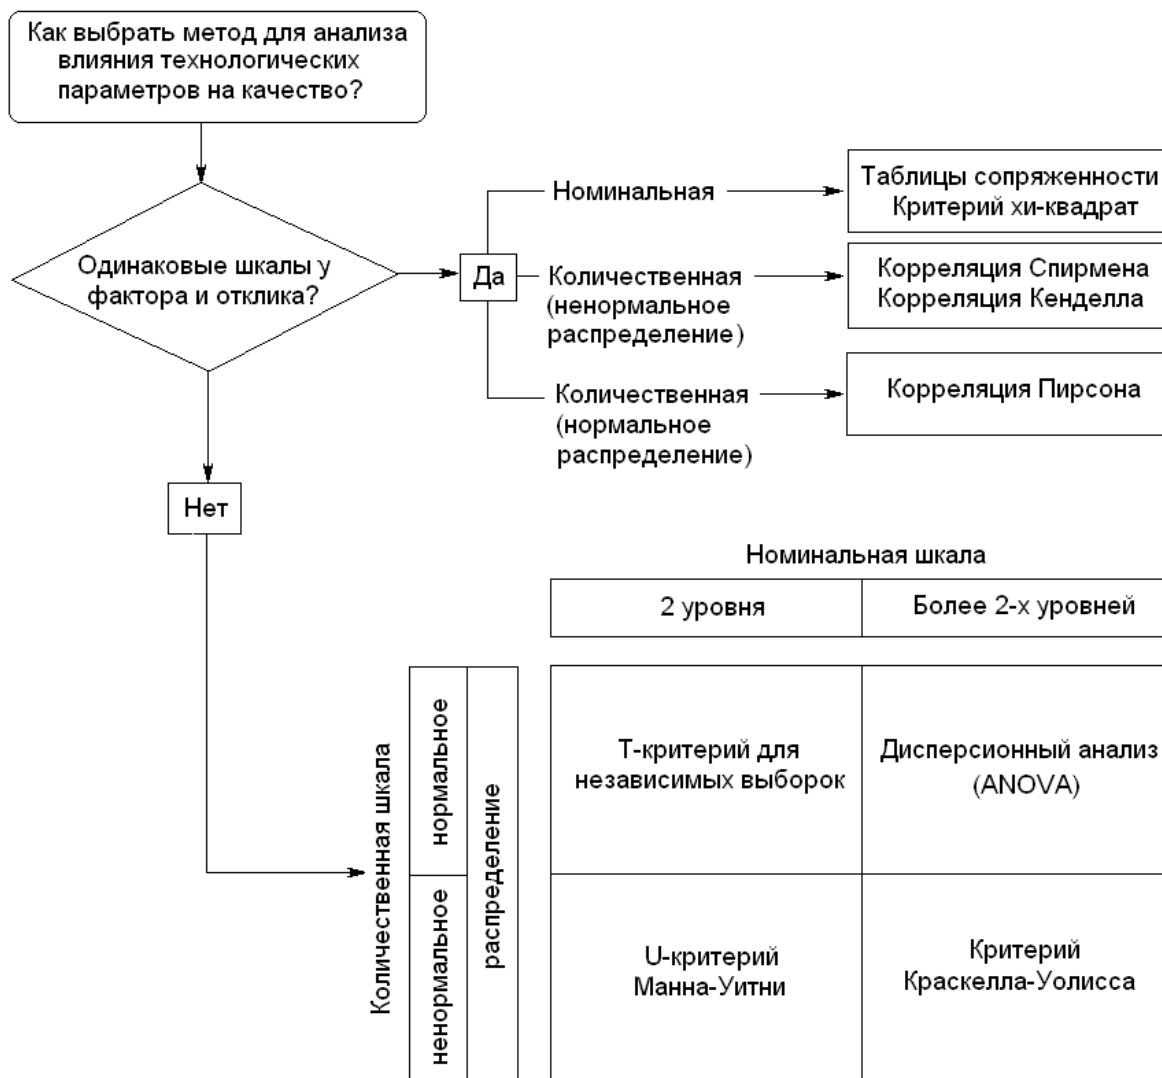 Как выбрать метод для анализа
влияния технологических
параметров на качество?
Одинаковые шкалы у
фактора и отклика?
Да
Номинальная
Таблицы сопряженности
Критерий хи-квадрат
Количественная
(ненормальное
распределение)
Корреляция Спирмена
Корреляция Кенделла
Количественная
(нормальное
распределение)
Корреляция Пирсона
Нет
Номинальная шкала
2 уровня
Более 2-х уровней
Количественная шкала
нормальное
ненормальное
распределение
Т-критерий для
независимых выборок
Дисперсионный анализ
(ANOVA)
U-критерий
Манна-Уитни
Критерий
Краскелла-Уолисса